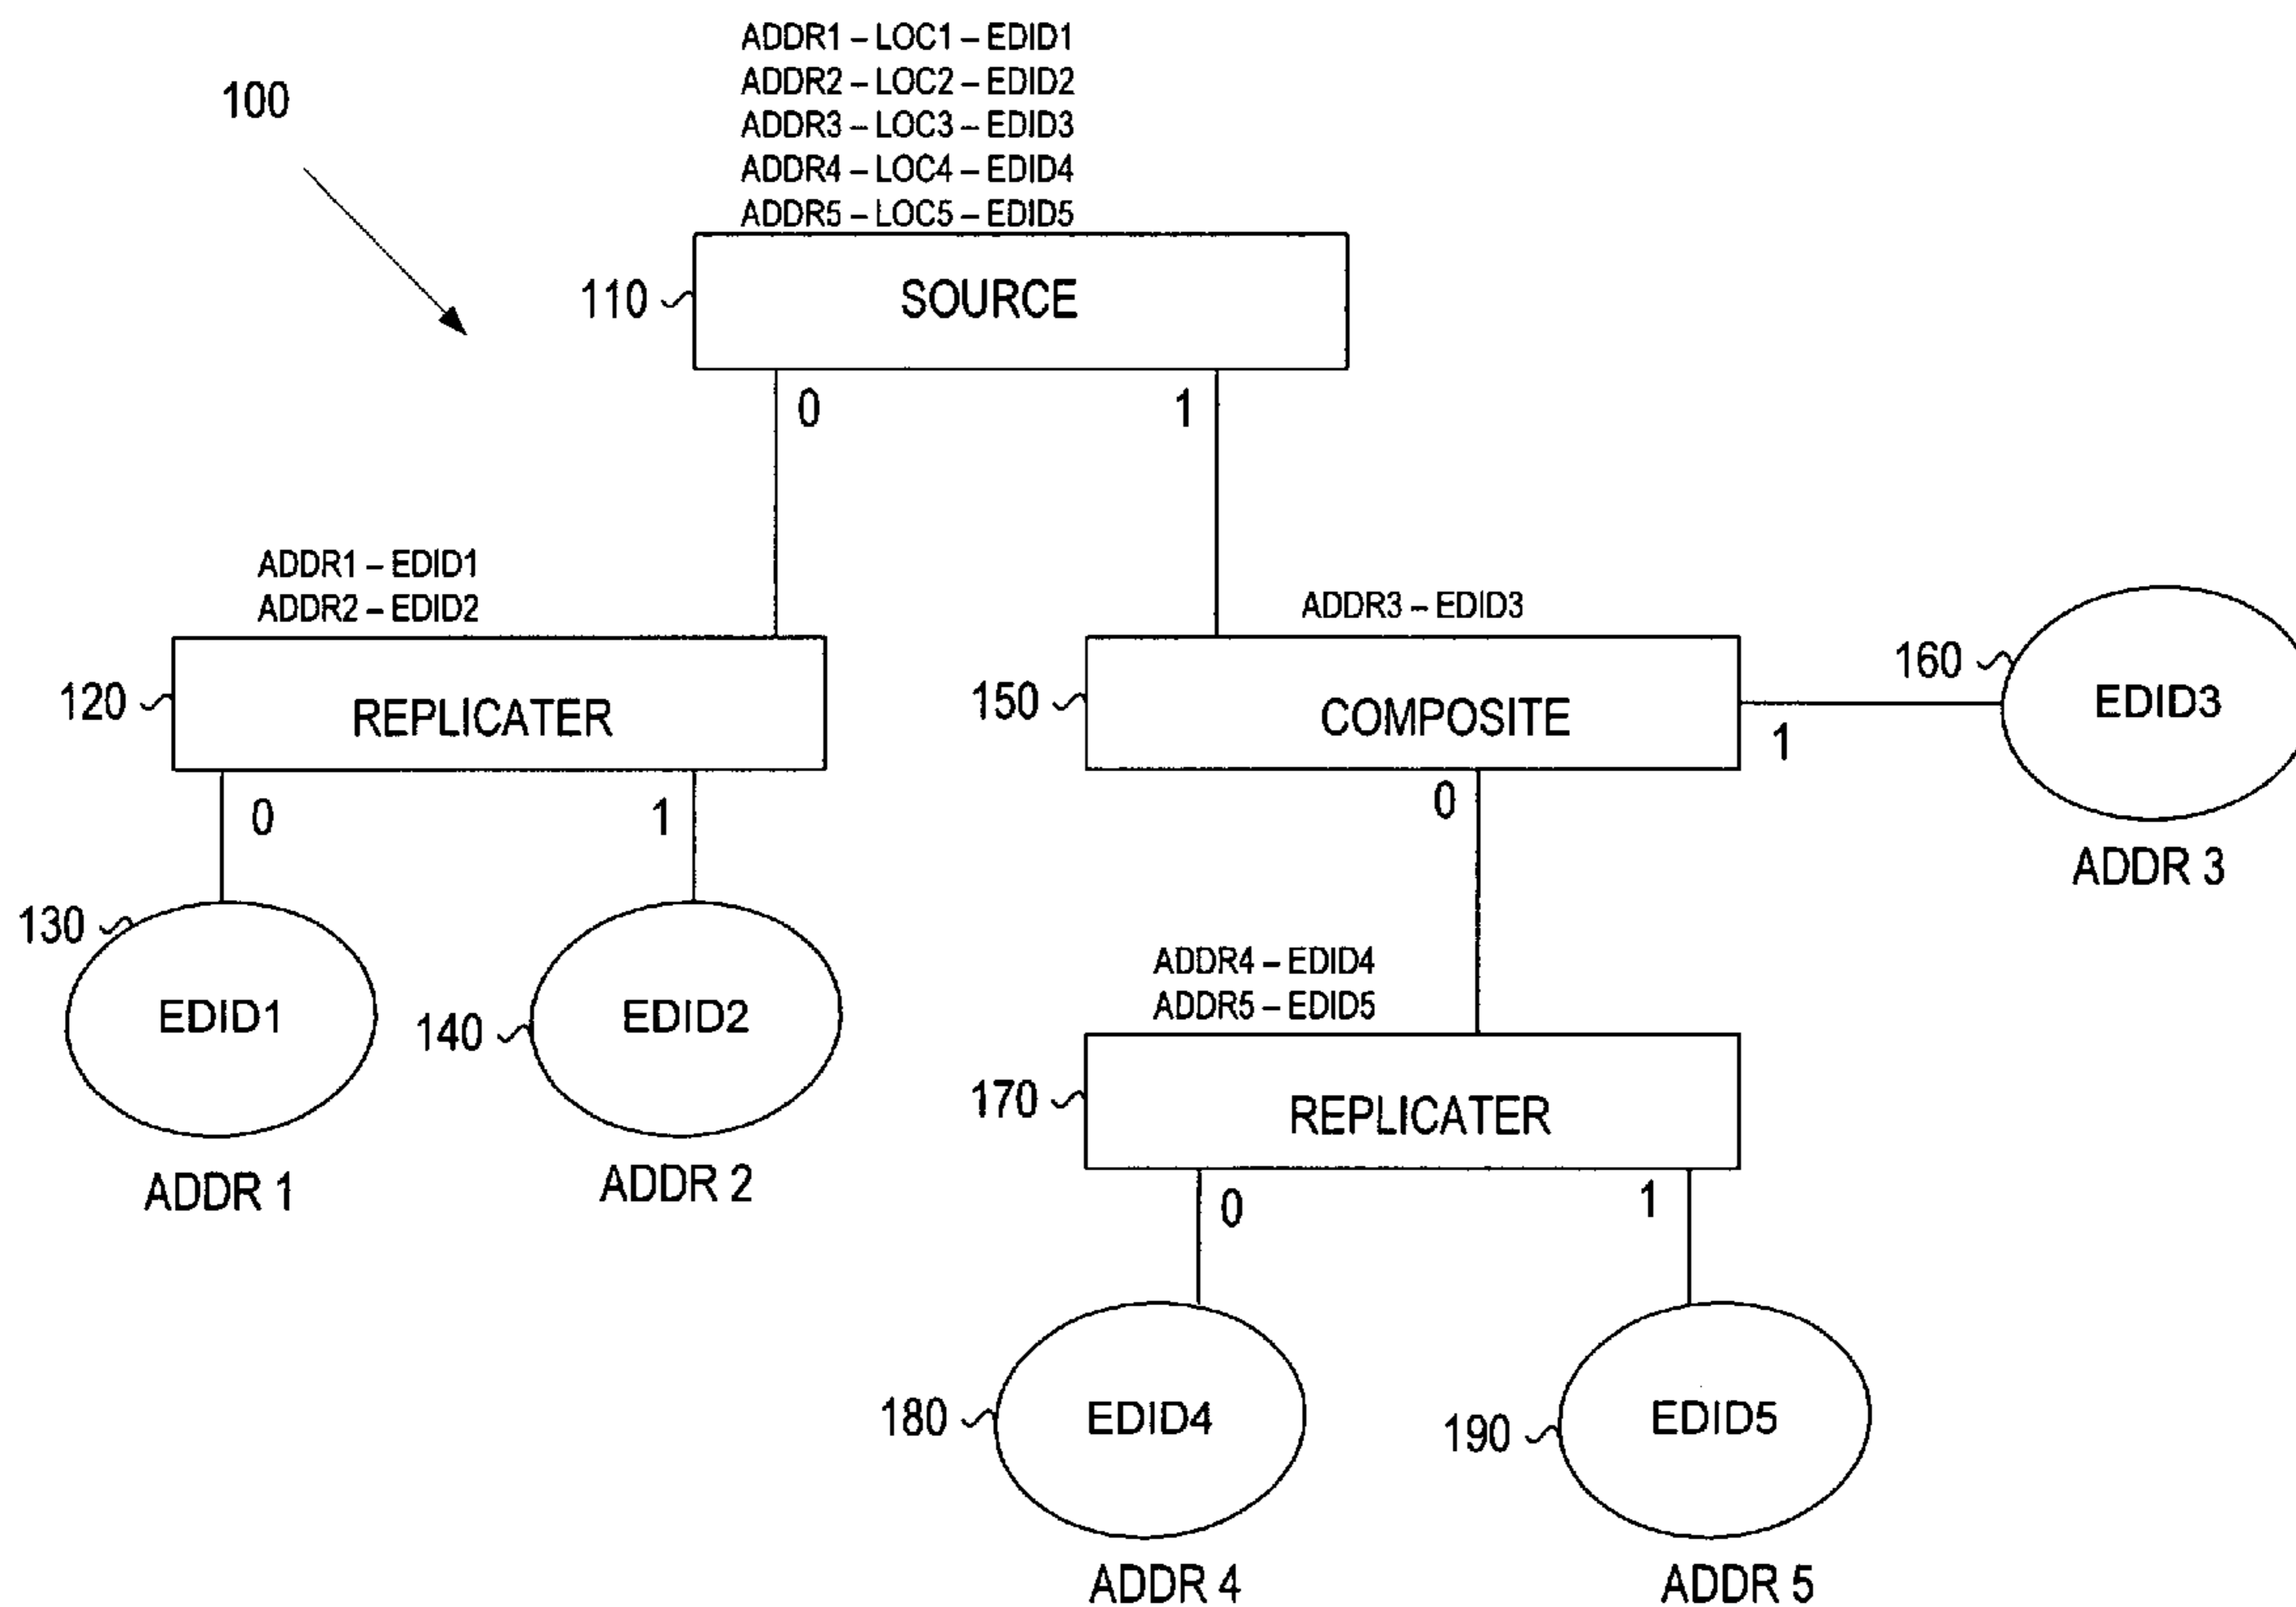 ADDR1 – LOC1 – EDID1
ADDR2 – LOC2 – EDID2
ADDR3 – LOC3 – EDID3
ADDR4 – LOC4 – EDID4
ADDR5 – LOC5 – EDID5
100
110
SOURCE
0
1
ADDR1 – EDID1
ADDR2 – EDID2
120
REPLICATER
0
1
130
EDID1
ADDR 1
140
EDID2
ADDR 2
ADDR3 – EDID3
150
COMPOSITE
1
0
160
EDID3
ADDR 3
ADDR4 – EDID4
ADDR5 – EDID5
170
REPLICATER
0
1
180
EDID4
ADDR 4
190
EDID5
ADDR 5